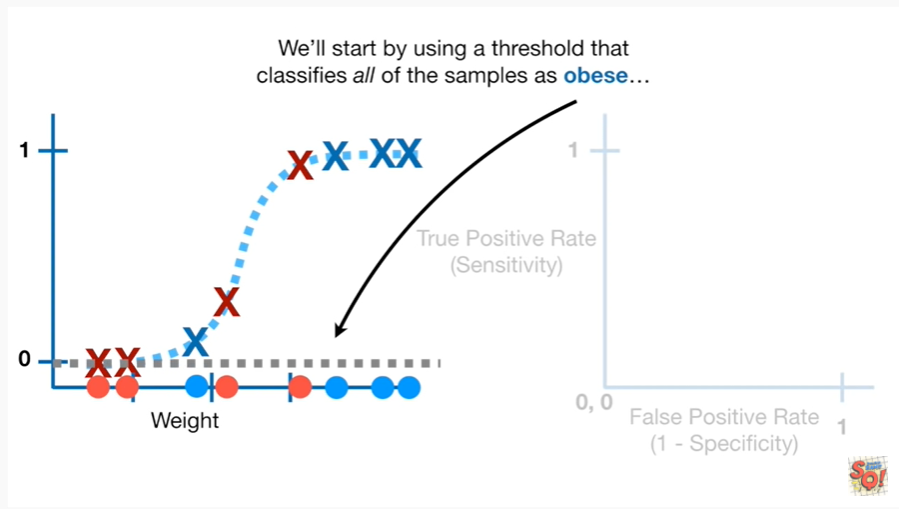 We'll start by using a threshold that
classifies all of the samples as obese...
1
X X X X X X X X
0
Weight
1
True Positive Rate
(Sensitivity)
0, 0
False Positive Rate
(1 - Specificity)
1
SQ!